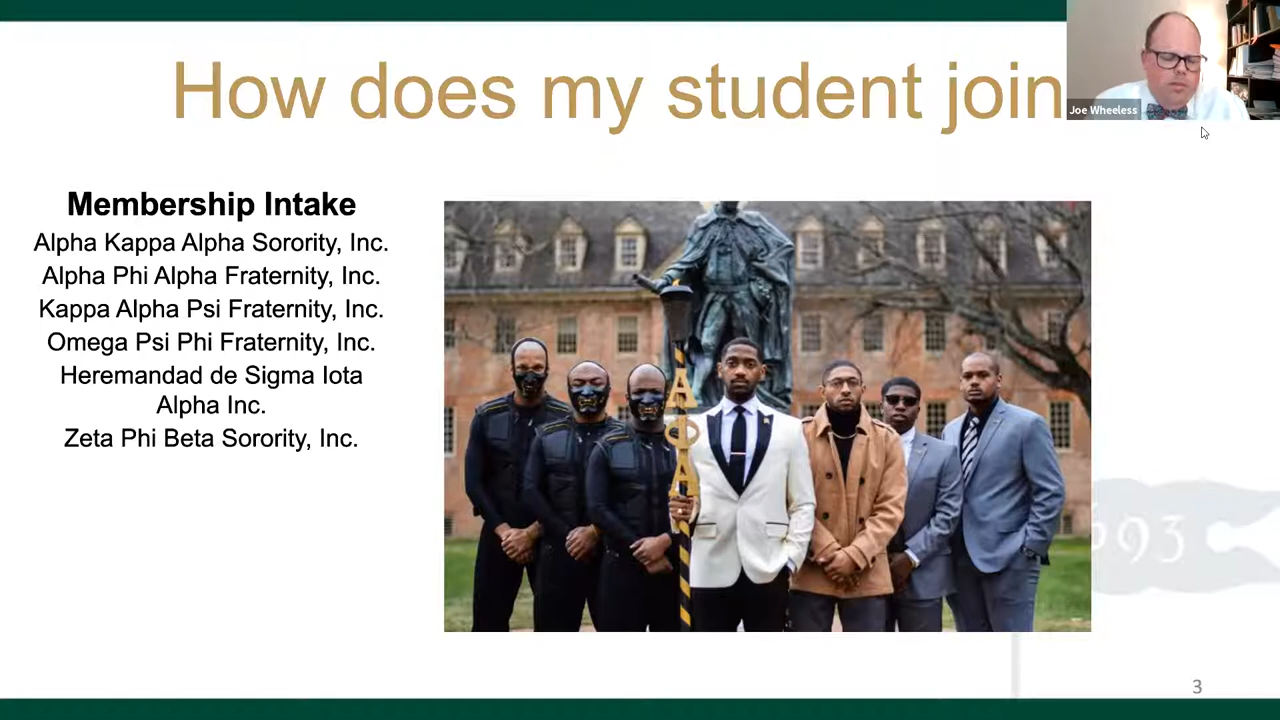 How does my student join
Joe Wheeless
Membership Intake
Alpha Kappa Alpha Sorority, Inc.
Alpha Phi Alpha Fraternity, Inc.
Kappa Alpha Psi Fraternity, Inc.
Omega Psi Phi Fraternity, Inc.
Heremandad de Sigma Iota
Alpha Inc.
Zeta Phi Beta Sorority, Inc.
ΑΦΑ
693
3